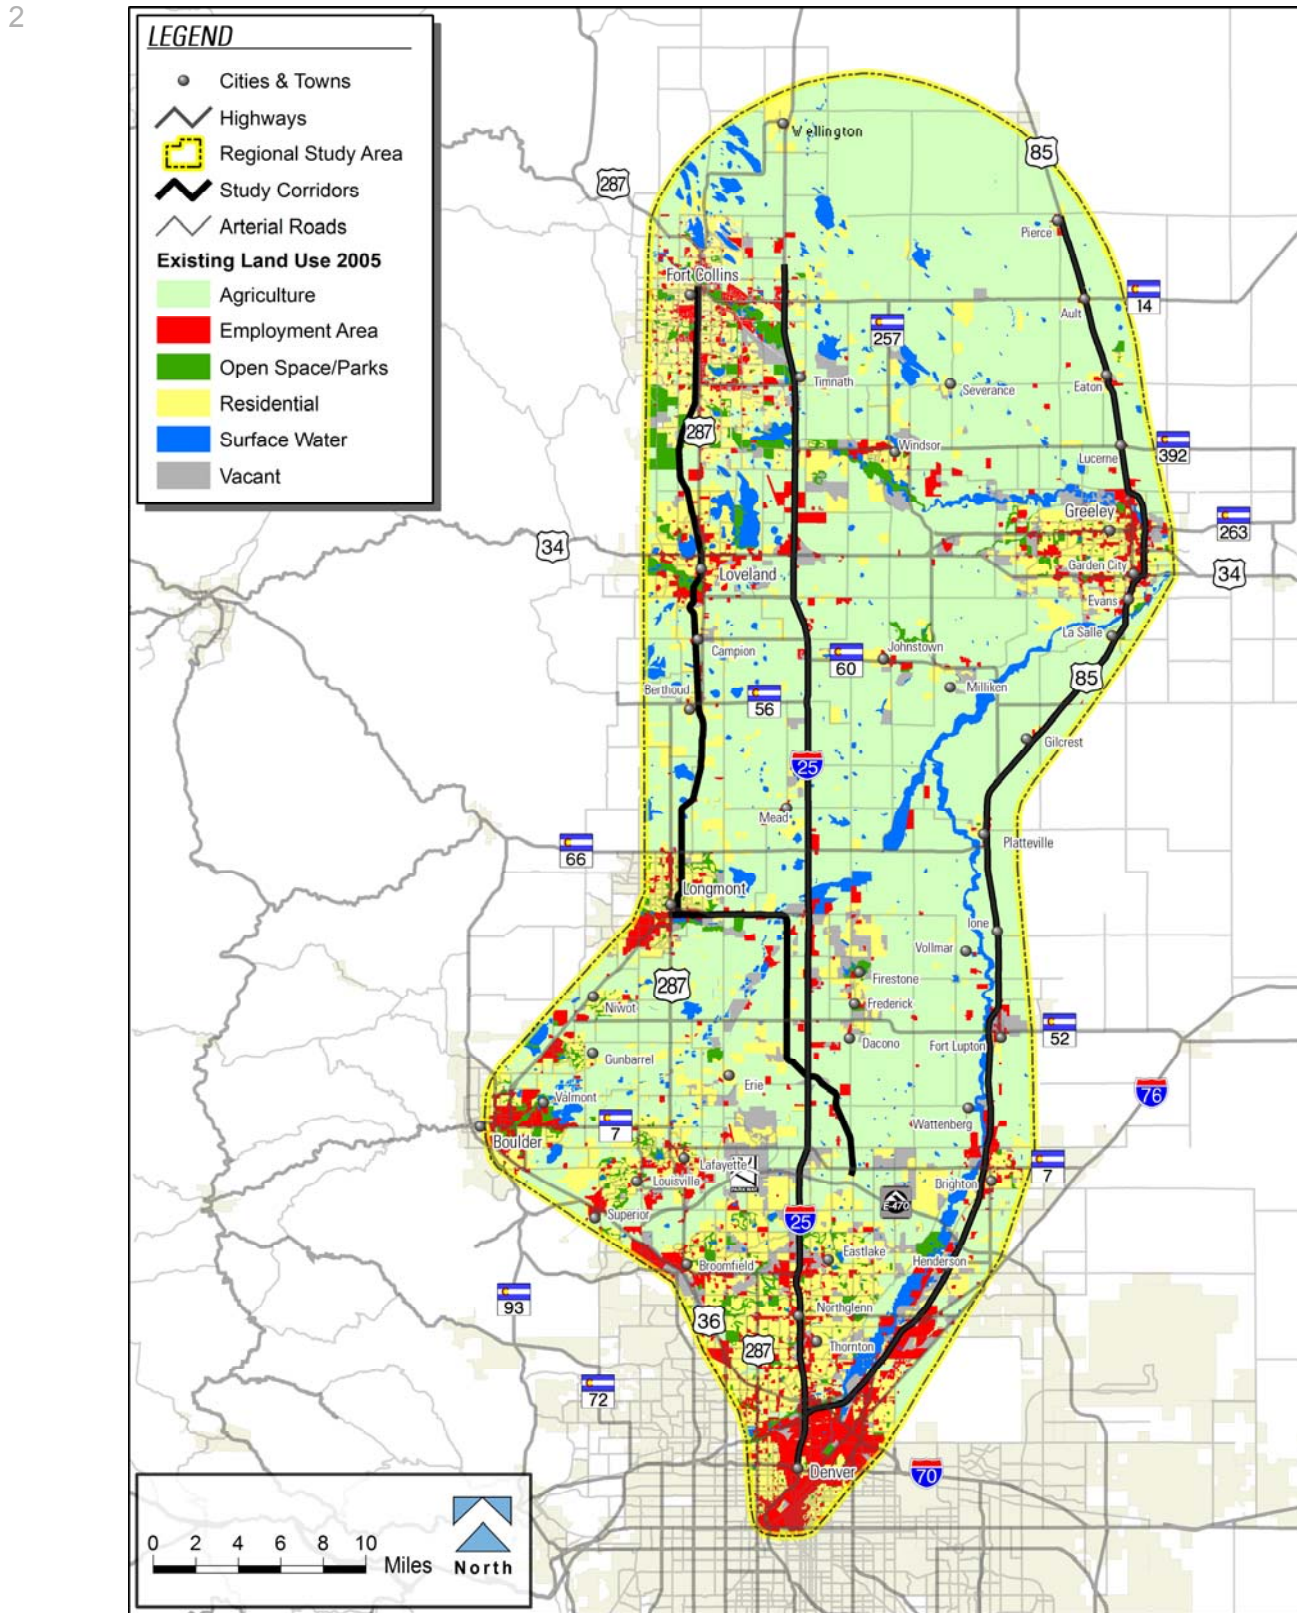 2
LEGEND
Cities & Towns
Highways
Regional Study Area
Study Corridors
Arterial Roads
Existing Land Use 2005
Agriculture
Employment Area
Open Space/Parks
Residential
Surface Water
Vacant
Wellington
85
287
Pierce
Fort Collins
14
Ault
257
Timnath
Severance
Eaton
287
Windsor
Lucerne
392
Greeley
263
34
Loveland
Garden City
34
Evans
La Salle
Campion
60
Johnstown
85
Berthoud
56
Milliken
Gilcrest
25
Mead
Platteville
66
Longmont
Ione
Vollmar
Firestone
287
Niwot
Frederick
52
Dacono
Fort Lupton
Gunbarrel
Erie
76
Valmont
Wattenberg
7
Boulder
Lafayette
7
Louisville
Brighton
E-470
Superior
25
Eastlake
Broomfield
Henderson
93
Northglenn
36
287
Thornton
72
Denver
70
0 2 4 6 8 10
Miles
North